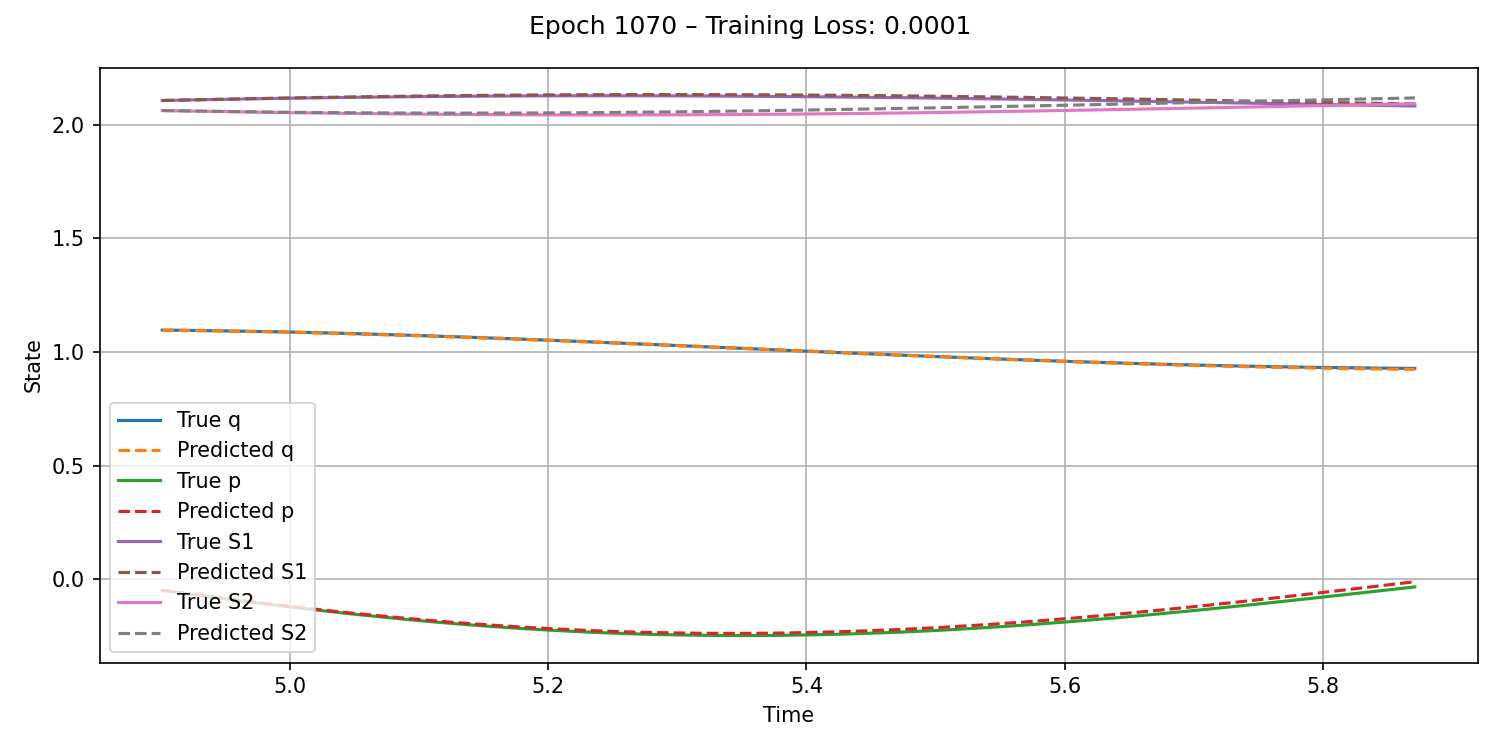 Epoch 1070 – Training Loss: 0.0001
State
2.0
1.5
1.0
0.5
0.0
True q
Predicted q
True p
Predicted p
True S1
Predicted S1
True S2
Predicted S2
5.0
5.2
5.4
5.6
5.8
Time